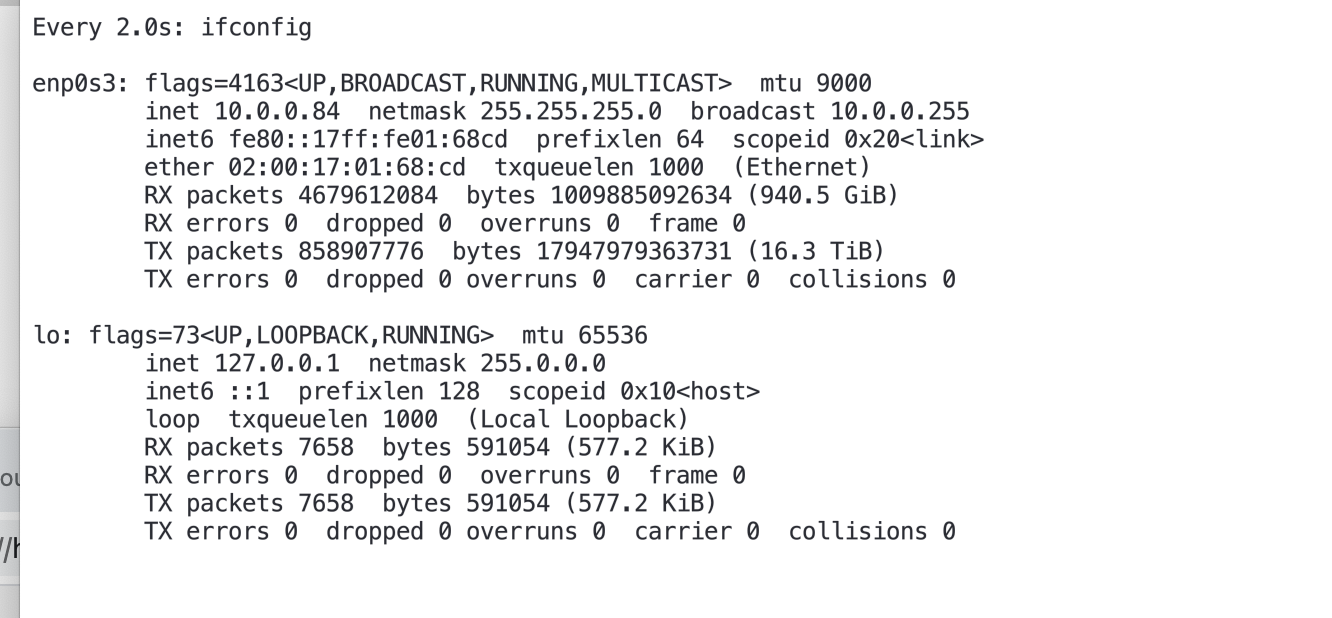 Every 2.0s: ifconfig
enp0s3: flags=4163<UP,BROADCAST,RUNNING,MULTICAST>  mtu 9000
        inet 10.0.0.84  netmask 255.255.255.0  broadcast 10.0.0.255
        inet6 fe80::17ff:fe01:68cd  prefixlen 64  scopeid 0x20<link>
        ether 02:00:17:01:68:cd  txqueuelen 1000  (Ethernet)
        RX packets 4679612084  bytes 1009885092634 (940.5 GiB)
        RX errors 0  dropped 0  overruns 0  frame 0
        TX packets 858907776  bytes 17947979363731 (16.3 TiB)
        TX errors 0  dropped 0 overruns 0  carrier 0  collisions 0
lo: flags=73<UP,LOOPBACK,RUNNING>  mtu 65536
        inet 127.0.0.1  netmask 255.0.0.0
        inet6 ::1  prefixlen 128  scopeid 0x10<host>
        loop  txqueuelen 1000  (Local Loopback)
        RX packets 7658  bytes 591054 (577.2 KiB)
        RX errors 0  dropped 0  overruns 0  frame 0
        TX packets 7658  bytes 591054 (577.2 KiB)
        TX errors 0  dropped 0 overruns 0  carrier 0  collisions 0